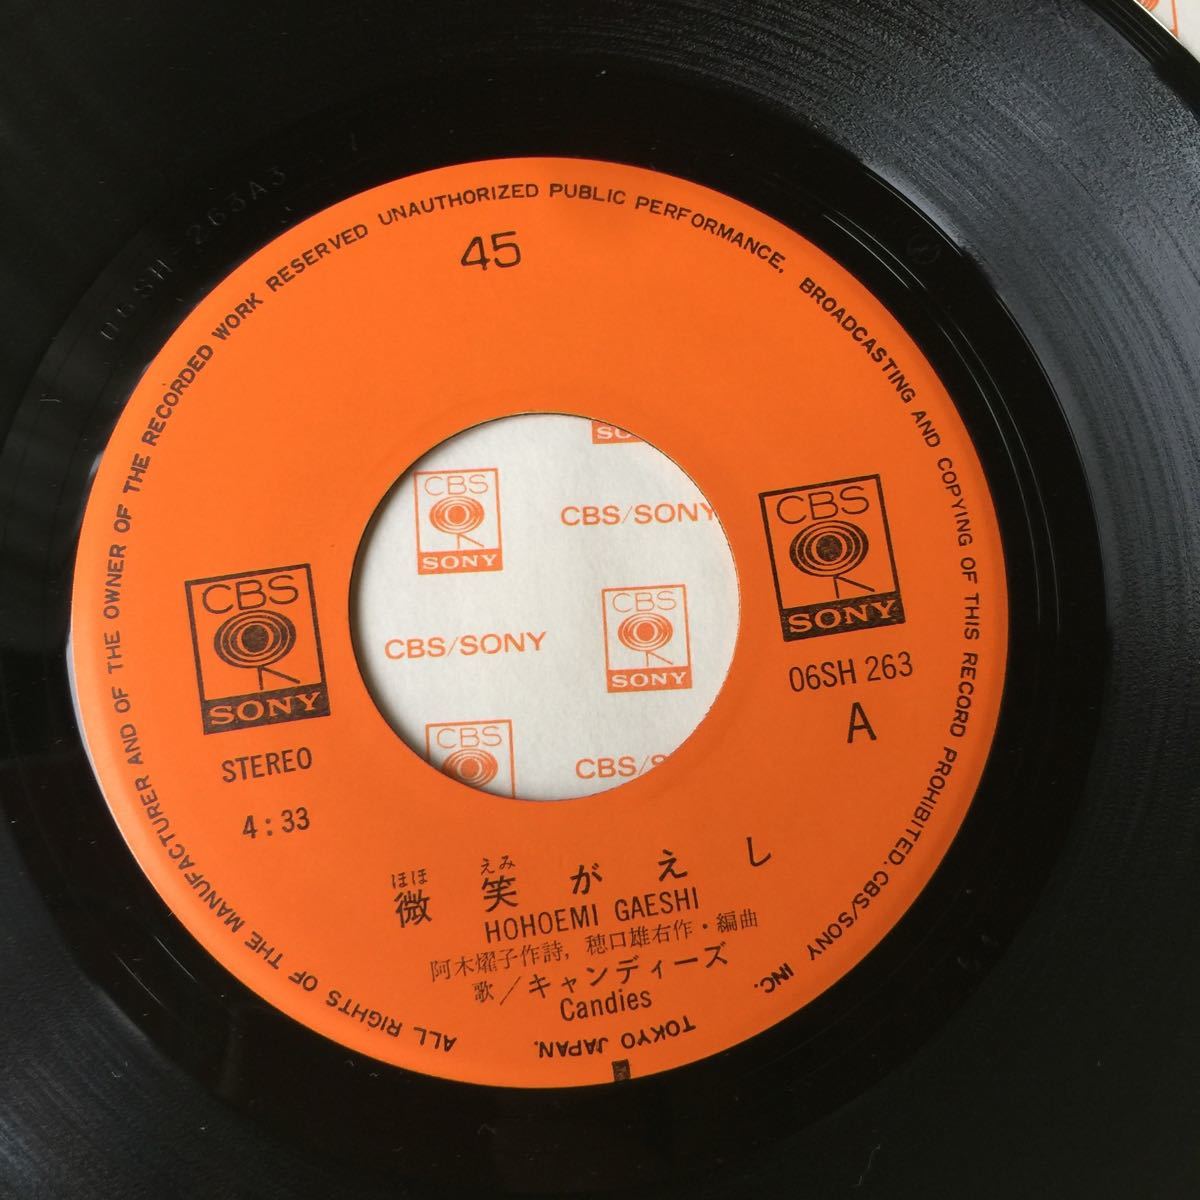 06SH-263A3
ALL RIGHTS OF THE MANUFACTURER AND OF THE OWNER OF THE RECORDED WORK RESERVED UNAUTHORIZED PUBLIC PERFORMANCE, BROADCASTING AND COPYING OF THIS RECORD PROHIBITED. CBS/SONY INC.
TOKYO JAPAN.
45
CBS
SONY
STEREO
4:33
CBS
SONY
06SH 263
A
SO
CBS
SONY
CBS/SONY
CBS/SONY
CBS
SONY
CBS
CBS/S
ほほ えみ
微笑がえし
HOHOEMI GAESHI
阿木燿子作詩,穂口雄右作・編曲
歌/キャンディーズ
Candies